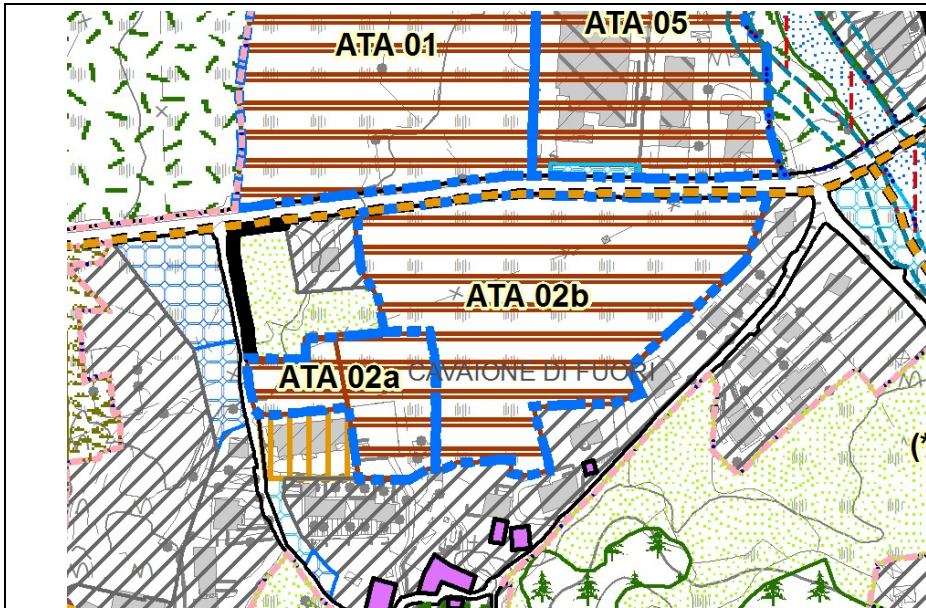 ATA 01
ATA 05
ATA 02b
ATA 02a
CAVAIONE DI FUORI
(*